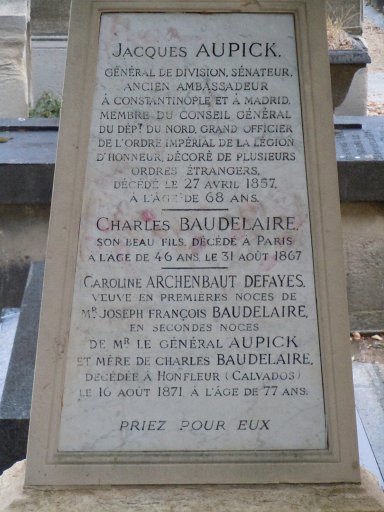 JACQUES AUPICK.
GÉNÉRAL DE DIVISION, SÉNATEUR,
ANCIEN AMBASSADEUR
À CONSTANTINOPLE ET À MADRID,
MEMBRE DU CONSEIL GÉNÉRAL
DU DÉPT DU NORD, GRAND OFFICIER
DE L'ORDRE IMPÉRIAL DE LA LÉGION
D'HONNEUR, DÉCORÉ DE PLUSIEURS
ORDRES ÉTRANGERS,
DÉCÉDÉ LE 27 AVRIL 1857,
A L'ÂGE DE 68 ANS.
CHARLES BAUDELAIRE,
SON BEAU FILS, DÉCÉDÉ À PARIS
A L'AGE DE 46 ANS, LE 31 AOÛT 1867
CAROLINE ARCHENBAUT DEFAYES.
VEUVE EN PREMIÈRES NOCES DE
MR JOSEPH FRANÇOIS BAUDELAIRE,
EN SECONDES NOCES
DE MR LE GÉNÉRAL AUPICK
ET MÈRE DE CHARLES BAUDELAIRE,
DÉCÉDÉE À HONFLEUR (CALVADOS)
LE 16 AOÛT 1871 À L'ÂGE DE 77 ANS.
PRIEZ POUR EUX